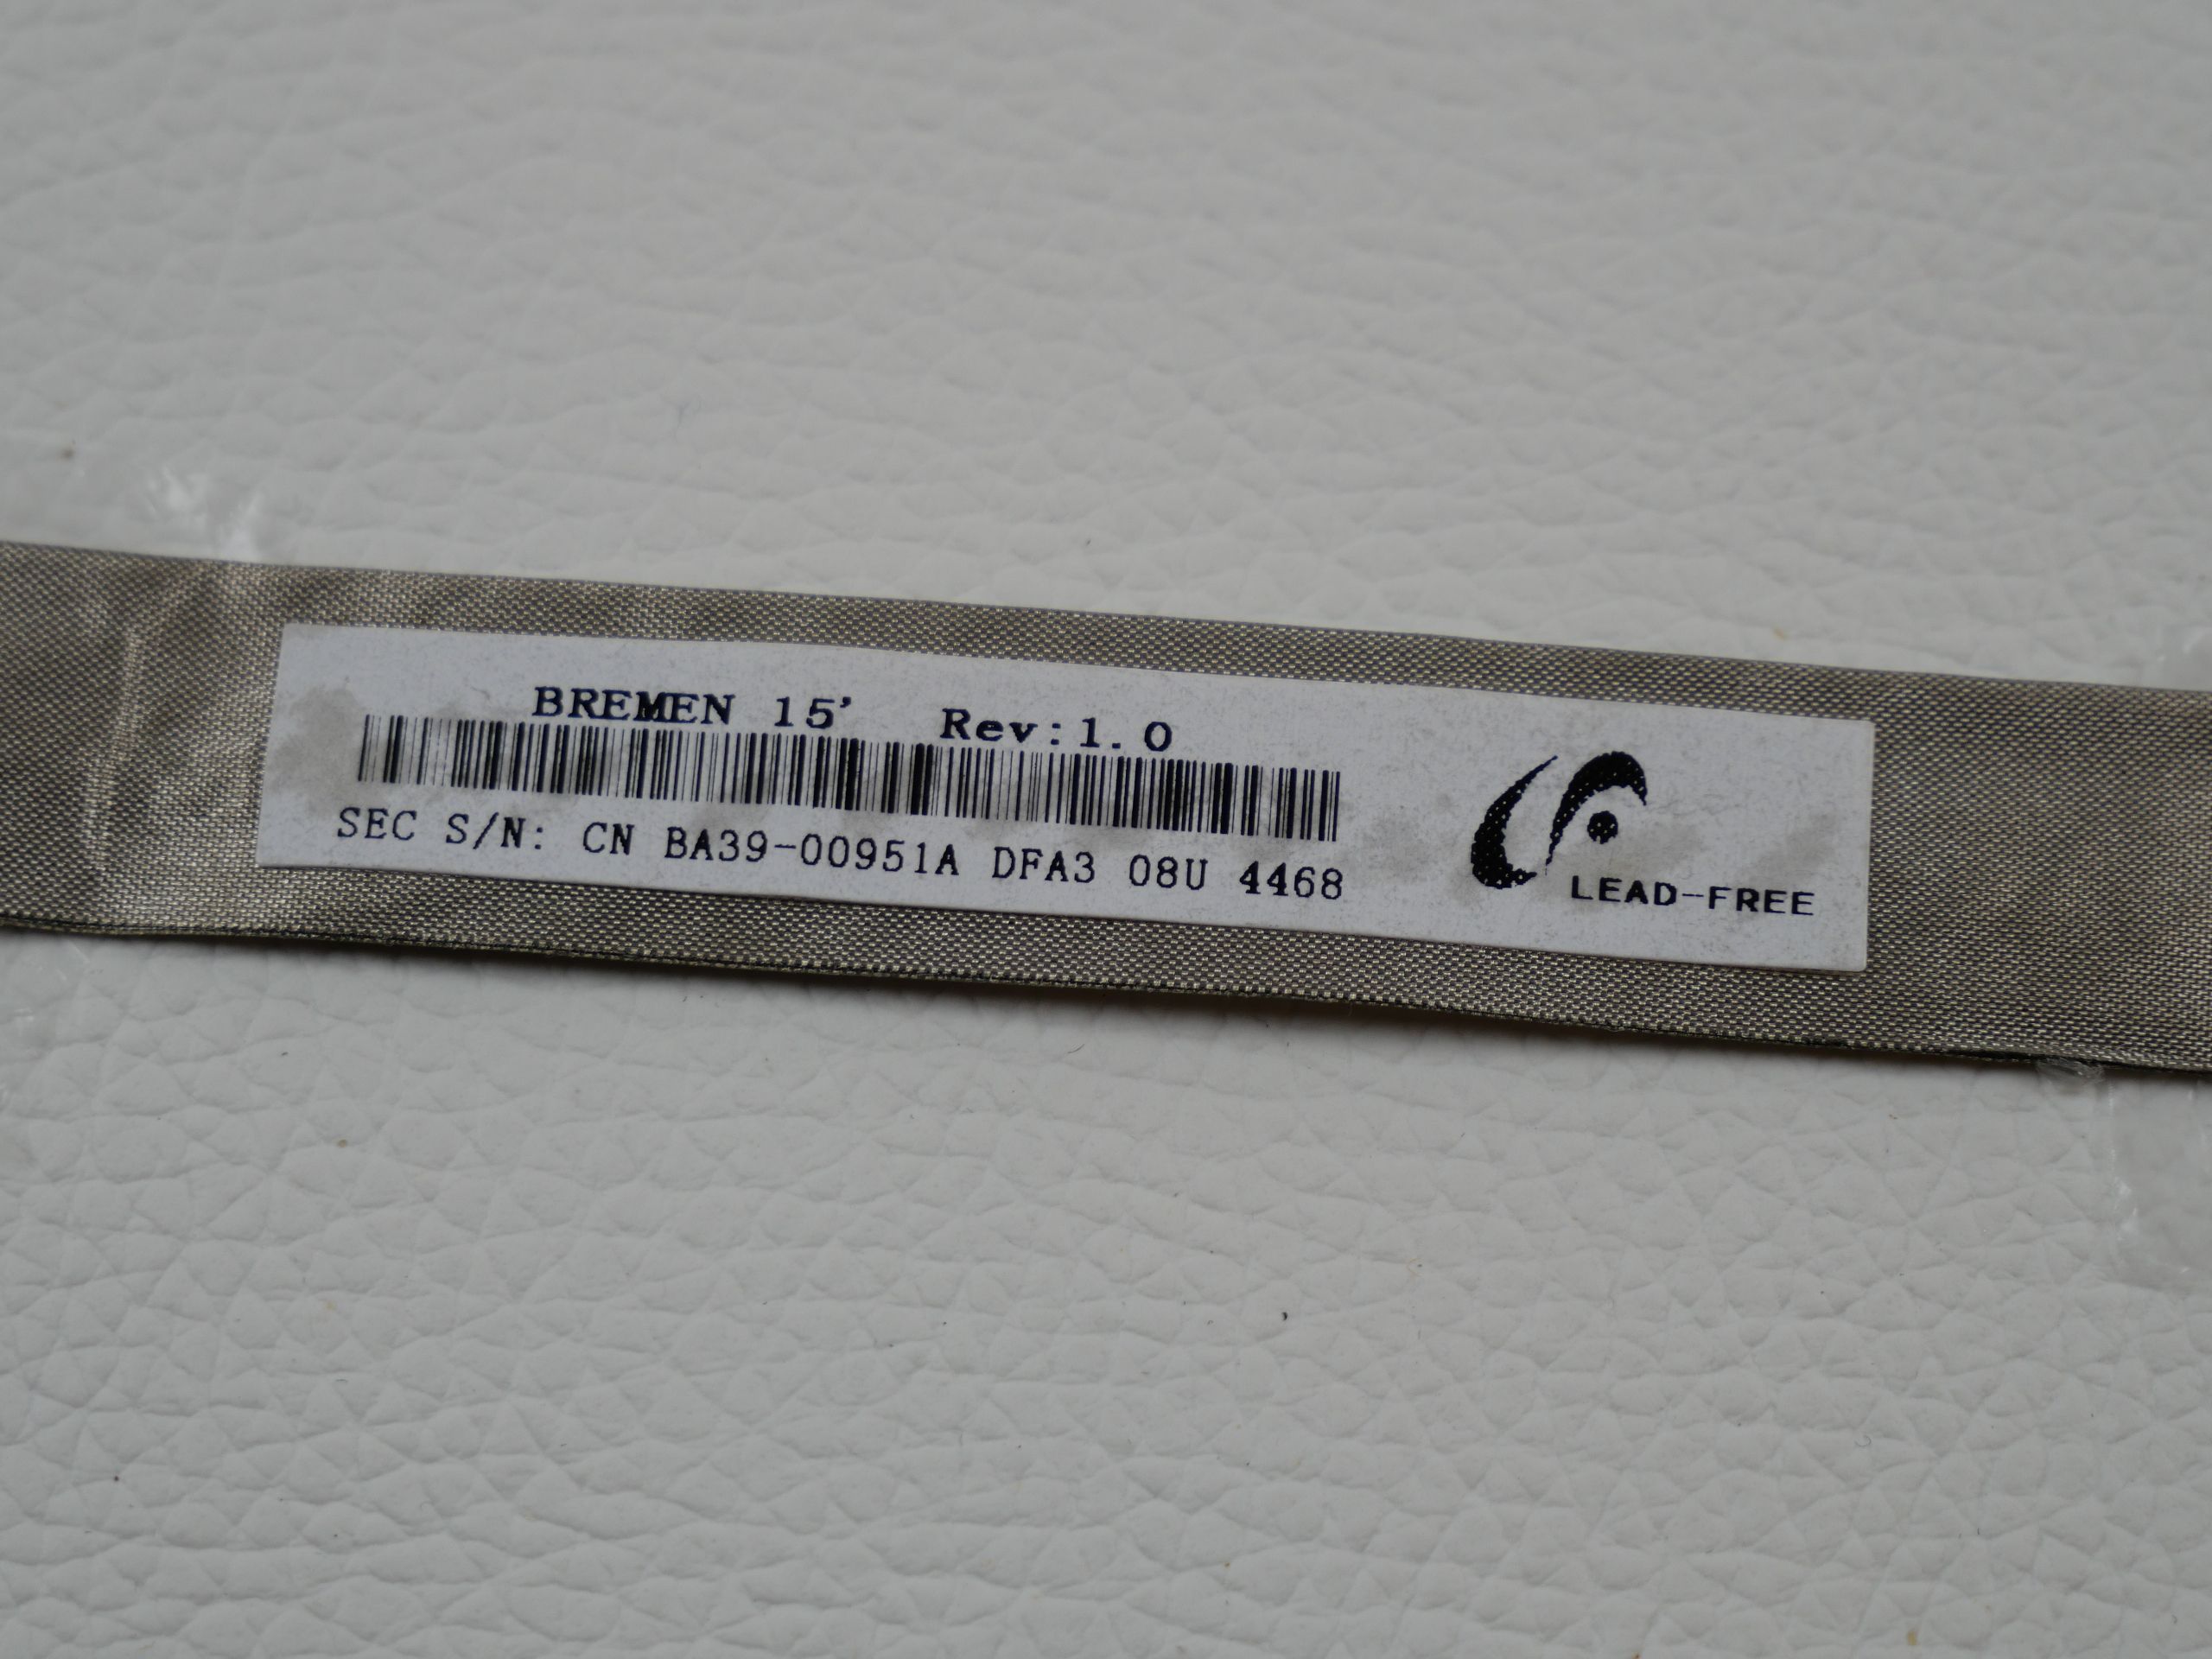 BREMEN 15' Rev:1.0
SEC S/N: CN BA39-00951A DFA3 08U 4468
LEAD-FREE